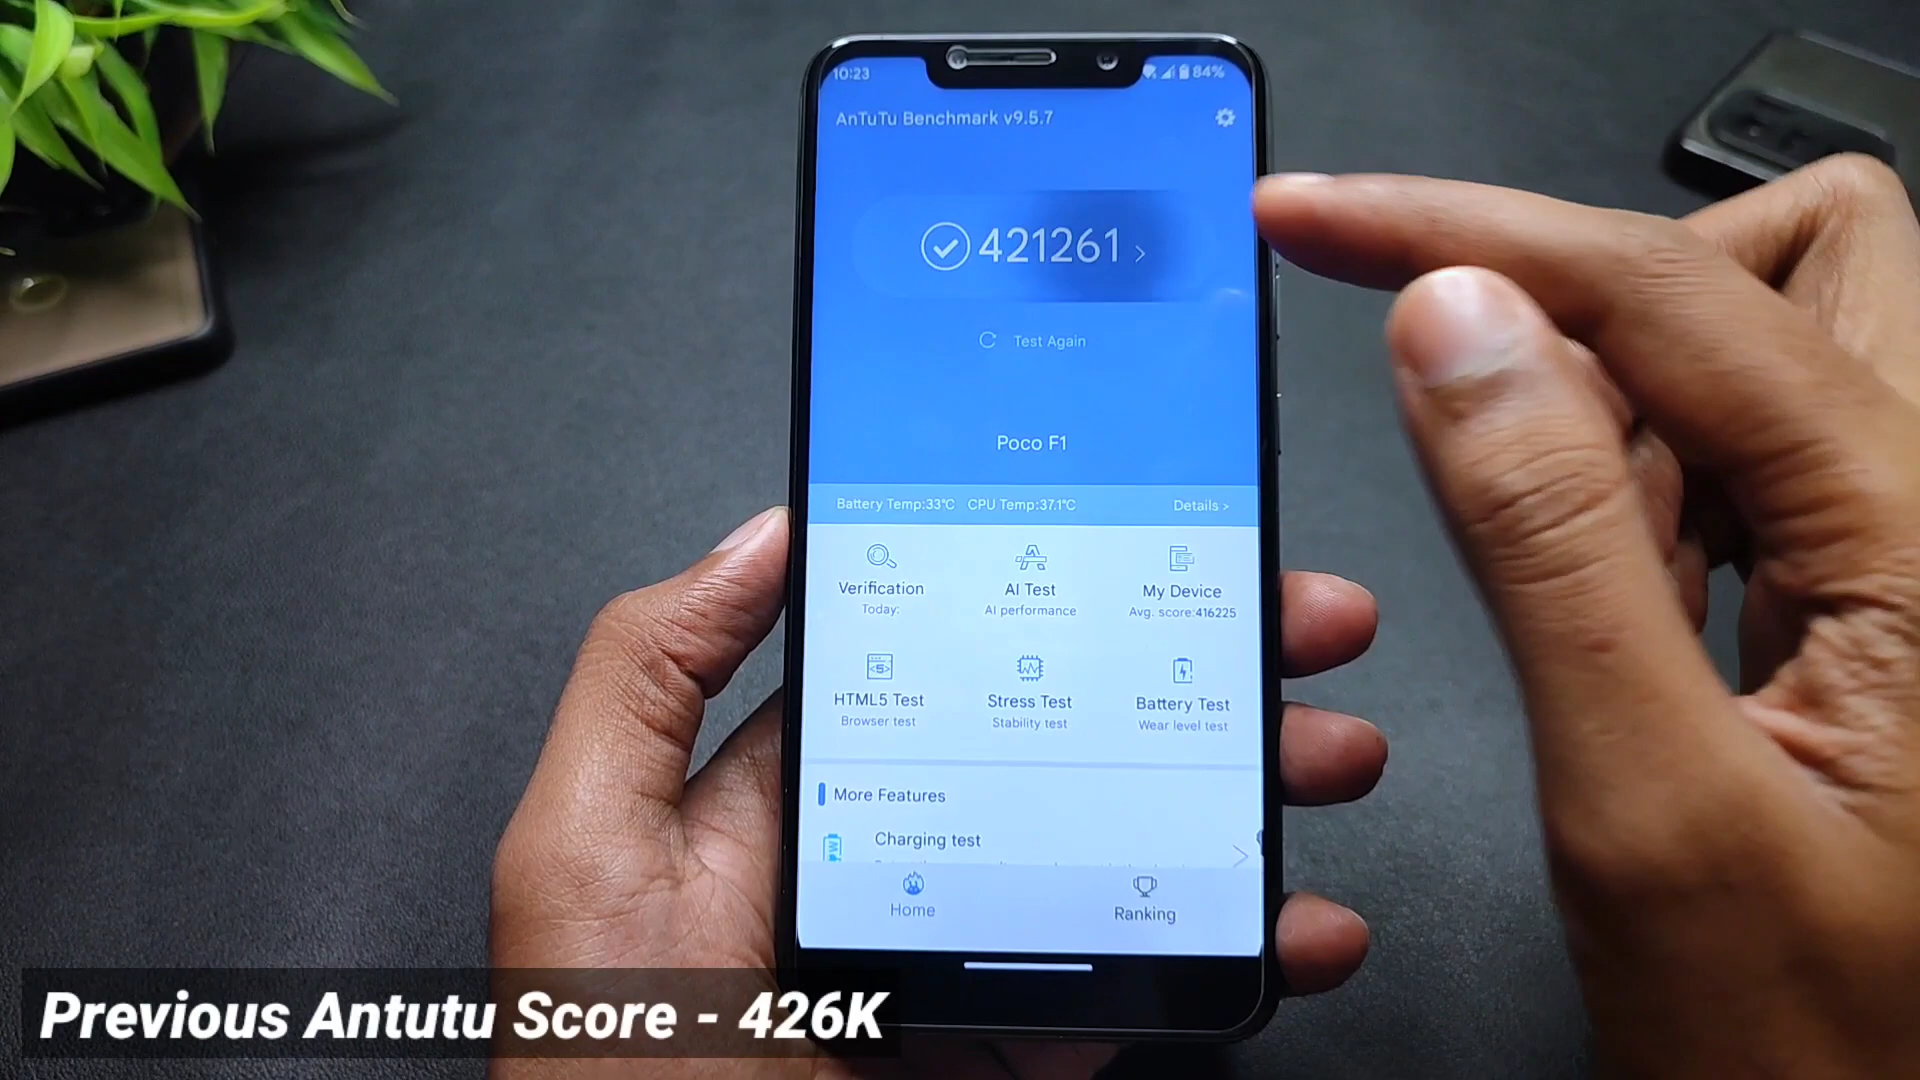 10:23
84%
AnTuTu Benchmark v9.5.7
421261 >
Test Again
Poco F1
Battery Temp:33°C CPU Temp:37.1°C Details >
Verification
Today:
AI Test
AI performance
My Device
Avg. score:416225
HTML5 Test
Browser test
Stress Test
Stability test
Battery Test
Wear level test
More Features
Charging test
Home
Ranking
Previous Antutu Score - 426K